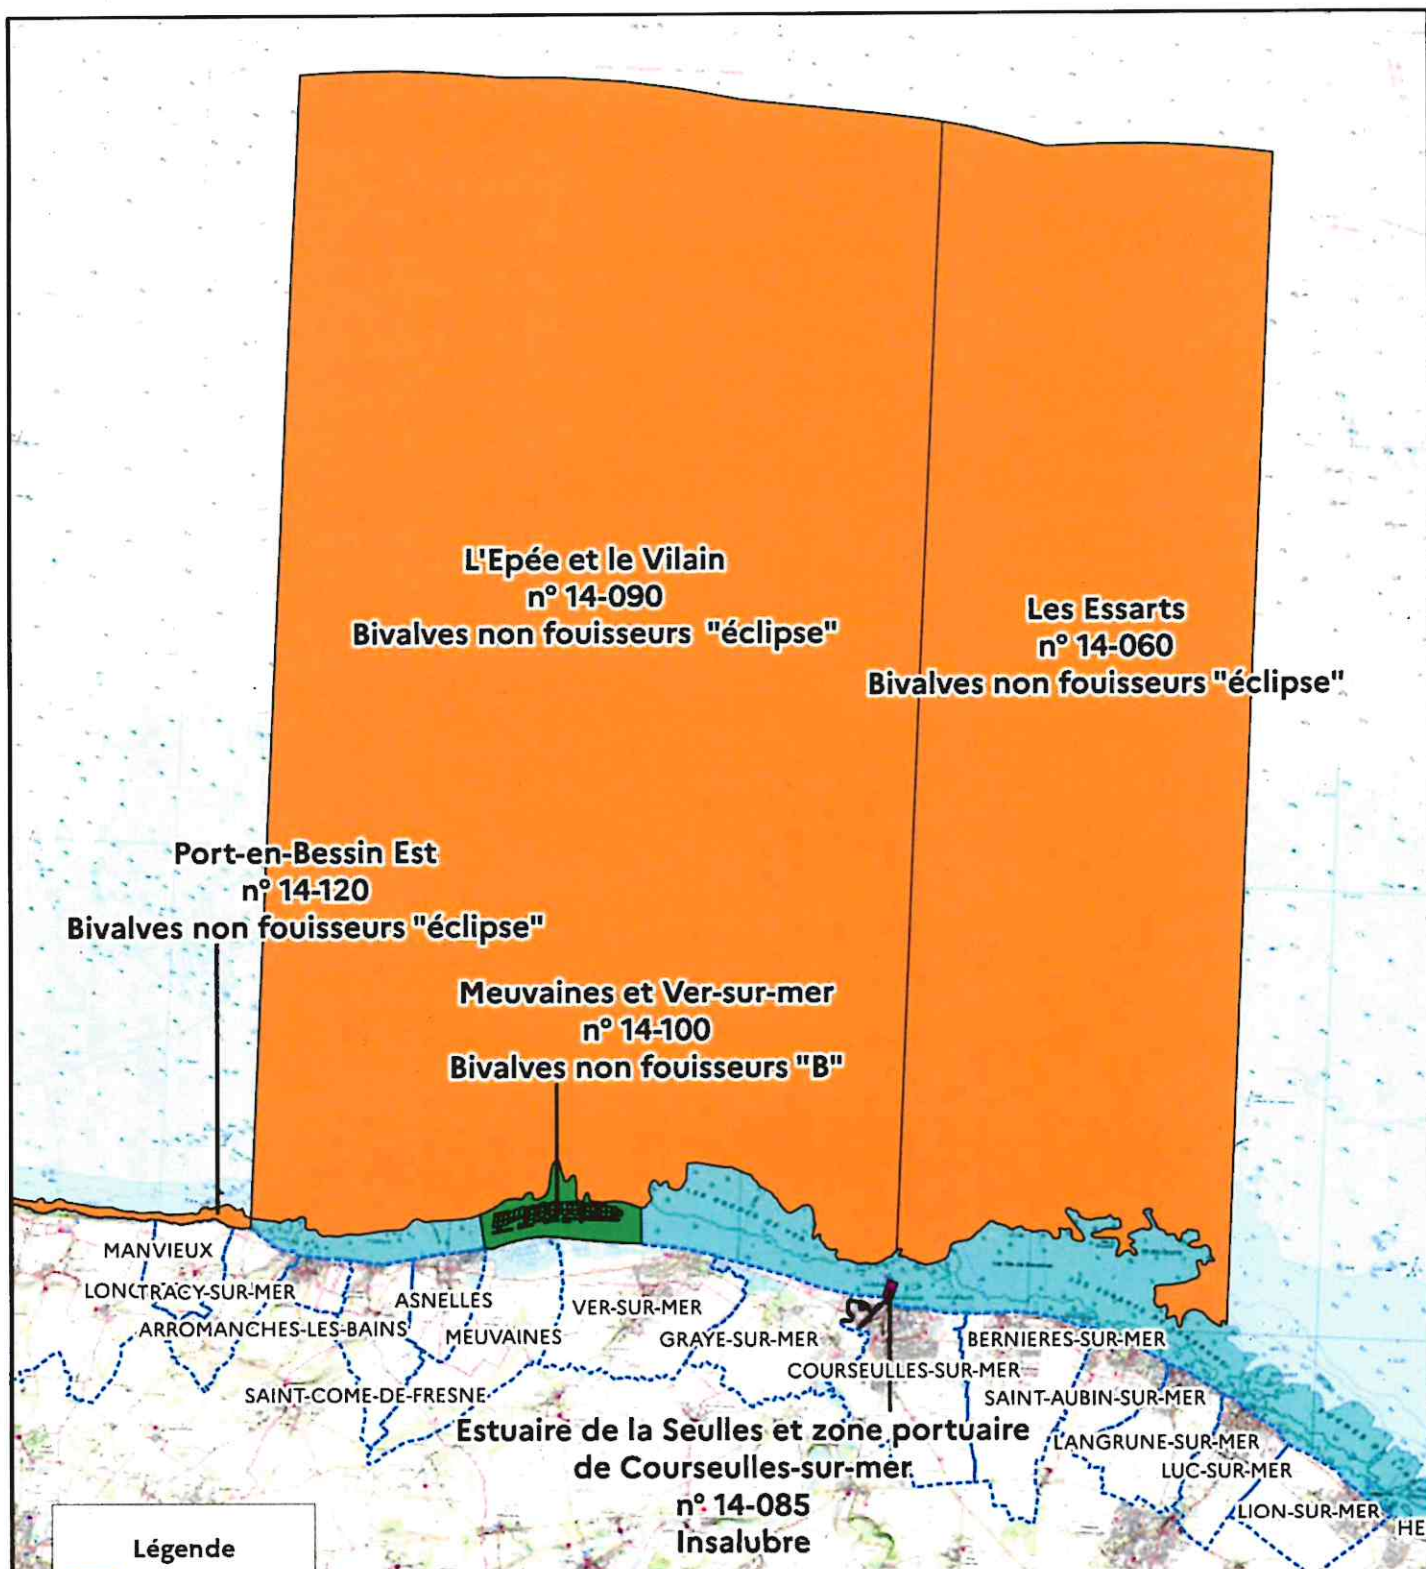 L'Epée et le Vilain
n° 14-090
Bivalves non fouisseurs "éclipse"
Les Essarts
n° 14-060
Bivalves non fouisseurs "éclipse"
Port-en-Bessin Est
n° 14-120
Bivalves non fouisseurs "éclipse"
Meuvaines et Ver-sur-mer
n° 14-100
Bivalves non fouisseurs "B"
MANVIEUX
TRACY-SUR-MER
ARROMANCHES-LES-BAINS
ASNELLES
MEUVAINES
VER-SUR-MER
GRAYE-SUR-MER
COURSEULLES-SUR-MER
BERNIERES-SUR-MER
SAINT-COME-DE-FRESNE
SAINT-AUBIN-SUR-MER
LANGRUNE-SUR-MER
LUC-SUR-MER
LION-SUR-MER
HE
Estuaire de la Seulles et zone portuaire
de Courseulles-sur-mer
n° 14-085
Insalubre
Légende